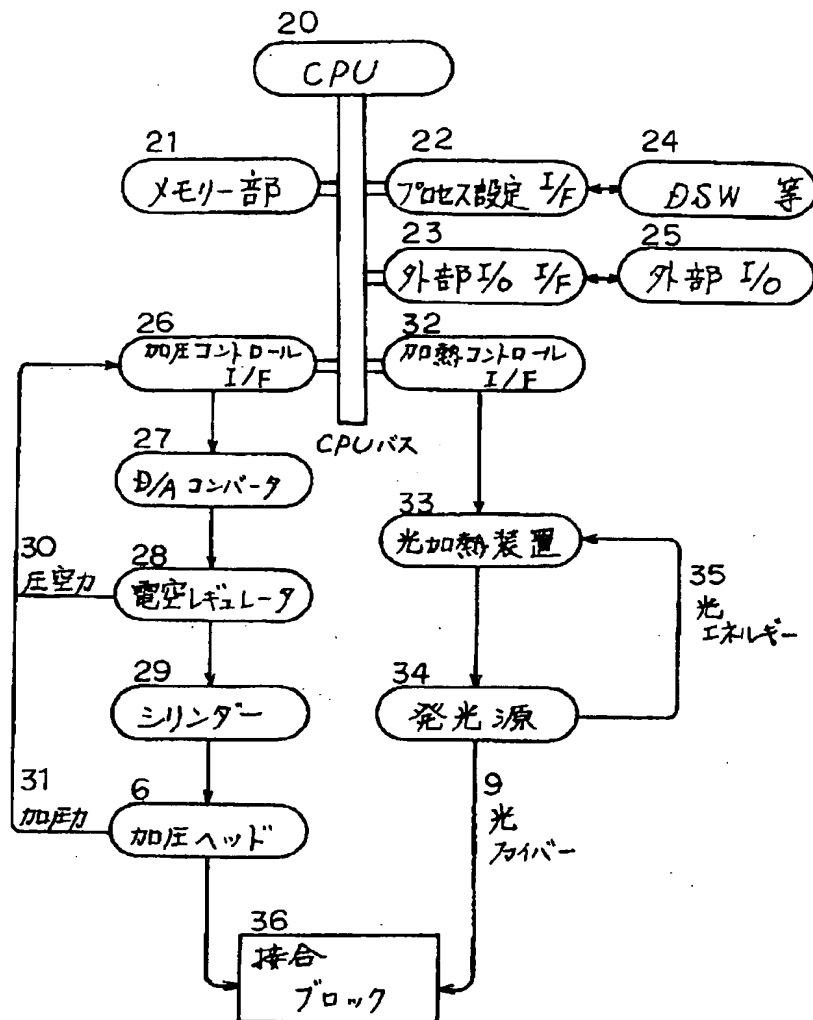 20
CPU
21
メモリー部
22
プロセス設定 I/F
24
DSW 等
23
外部I/O I/F
25
外部 I/O
26
加圧コントロール
I/F
32
加熱コントロール
I/F
CPUバス
27
D/A コンバータ
33
光加熱装置
30
圧空力
28
電空レギュレータ
35
光
エネルギー
29
シリンダー
34
発光源
31
加圧力
6
加圧ヘッド
9
光
ファイバー
36
接合
ブロック